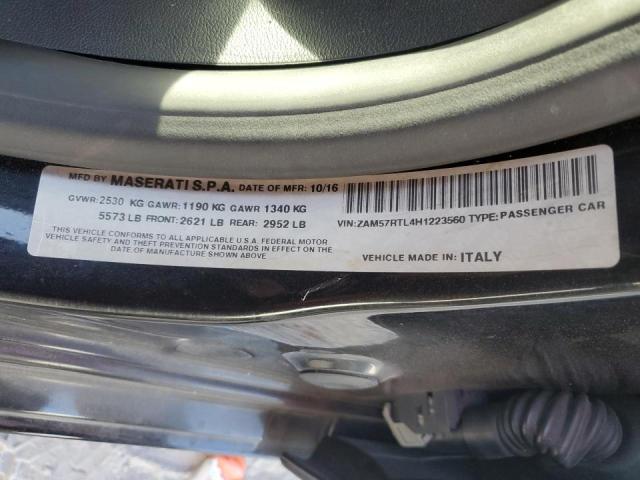 MFD BY MASERATI S.P.A. DATE OF MFR: 10/16
GVWR: 2530 KG GAWR: 1190 KG GAWR 1340 KG
5573 LB FRONT: 2621 LB REAR: 2952 LB
THIS VEHICLE CONFORMS TO ALL APPLICABLE U.S.A. FEDERAL MOTOR
VEHICLE SAFETY AND THEFT PREVENTION STANDARDS IN EFFECT ON THE
DATE OF MANUFACTURE SHOWN ABOVE.
VIN: ZAM57RTL4H1223560 TYPE: PASSENGER CAR
VEHICLE MADE IN: ITALY